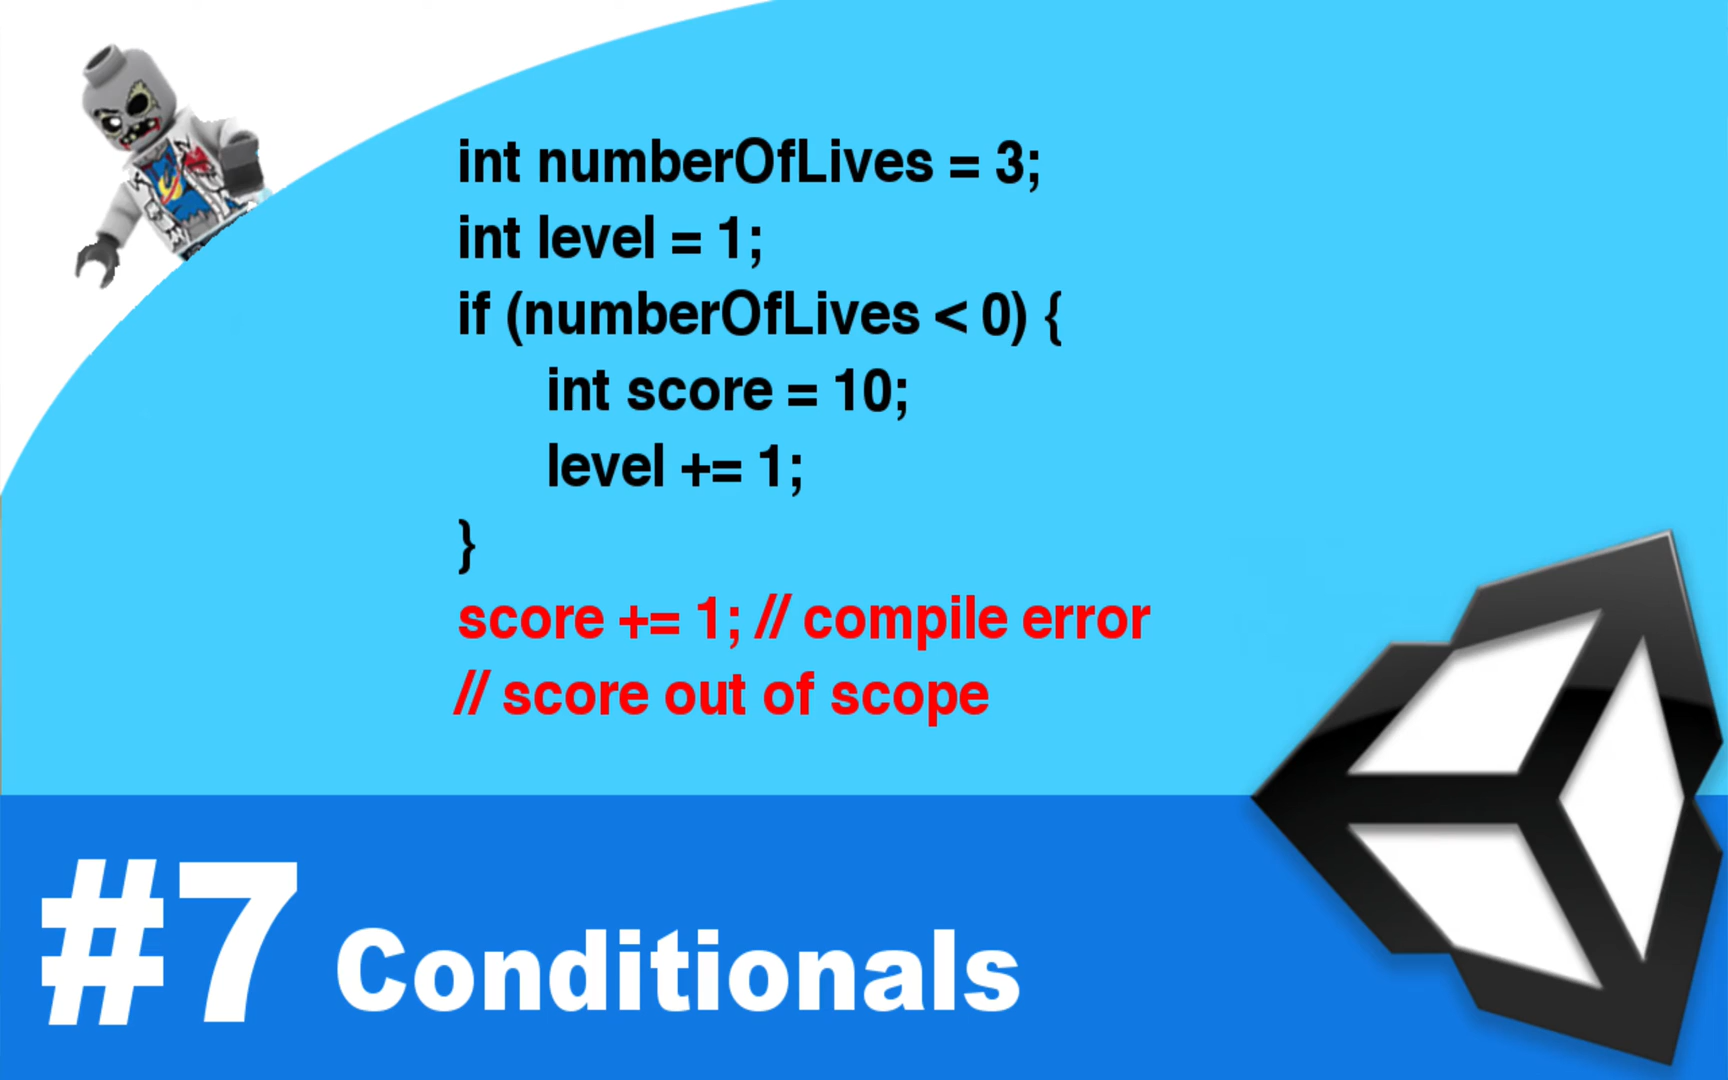 int numberOfLives = 3;
int level = 1;
if (numberOfLives < 0) {
int score = 10;
level += 1;
}
score += 1; // compile error
// score out of scope
#7 Conditionals